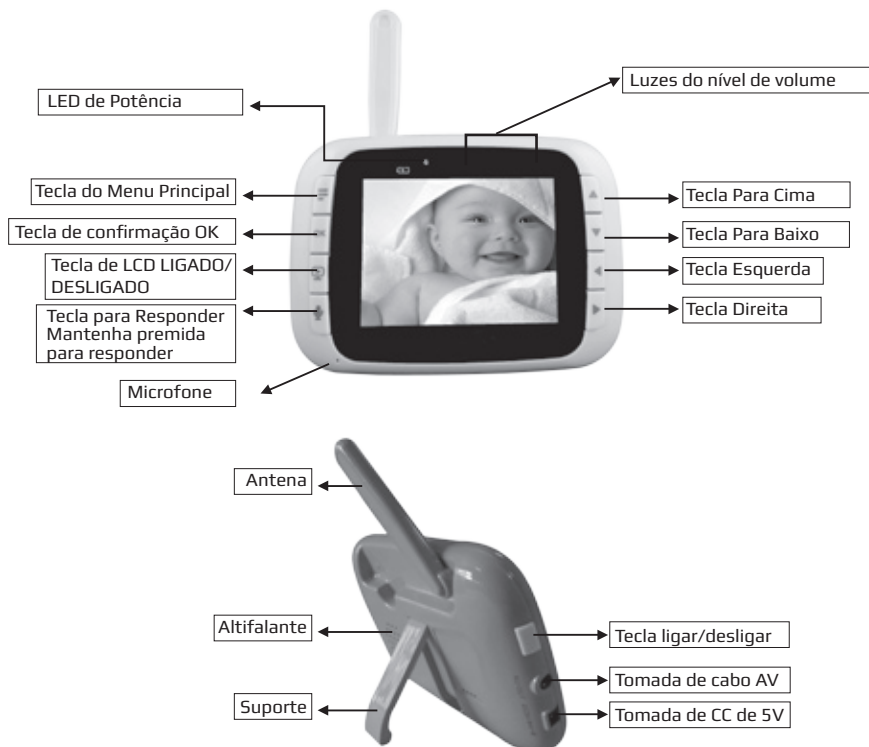 LED de Potência
Luzes do nível de volume
Tecla do Menu Principal
Tecla Para Cima
Tecla de confirmação OK
Tecla Para Baixo
Tecla de LCD LIGADO/
DESLIGADO
Tecla Esquerda
Tecla para Responder
Mantenha premida
para responder
Tecla Direita
Microfone
Antena
Altifalante
Tecla ligar/desligar
Tomada de cabo AV
Suporte
Tomada de CC de 5V